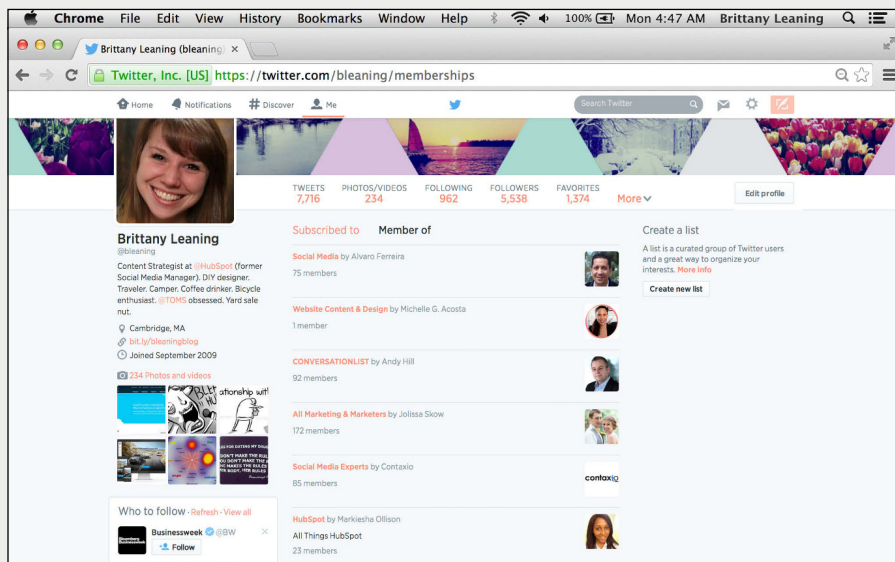 Chrome File Edit View History Bookmarks Window Help 100% Mon 4:47 AM Brittany Leaning
Brittany Leaning (bleaning) ×
Twitter, Inc. [US] https://twitter.com/bleaning/memberships
Home Notifications # Discover Me Search Twitter
TWEETS PHOTOS/VIDEOS FOLLOWING FOLLOWERS FAVORITES
7,716 234 962 5,538 1,374 More Edit profile
Brittany Leaning
@bleaning
Content Strategist at @HubSpot (former
Social Media Manager). DIY designer.
Traveler. Camper. Coffee drinker. Bicycle
enthusiast. @TOMS obsessed. Yard sale
nut.
Cambridge, MA
bit.ly/bleaningblog
Joined September 2009
234 Photos and videos
ationship wit
DON'T MAKE THE RU
Who to follow · Refresh · View all
Businessweek @BW ×
Bloomberg
Businessweek
Follow
Subscribed to Member of
Social Media by Alvaro Ferreira
75 members
Website Content & Design by Michelle G. Acosta
1 member
CONVERSATIONLIST by Andy Hill
92 members
All Marketing & Marketers by Jolissa Skow
172 members
Social Media Experts by Contaxio
85 members
contaxio
HubSpot by Markiesha Ollison
All Things HubSpot
23 members
Create a list
A list is a curated group of Twitter users
and a great way to organize your
interests. More info
Create new list